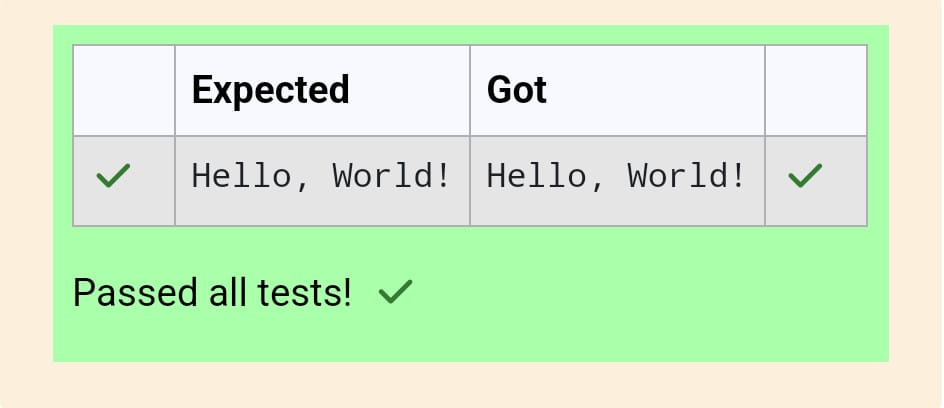 Expected Got
Hello, World! Hello, World!
Passed all tests!